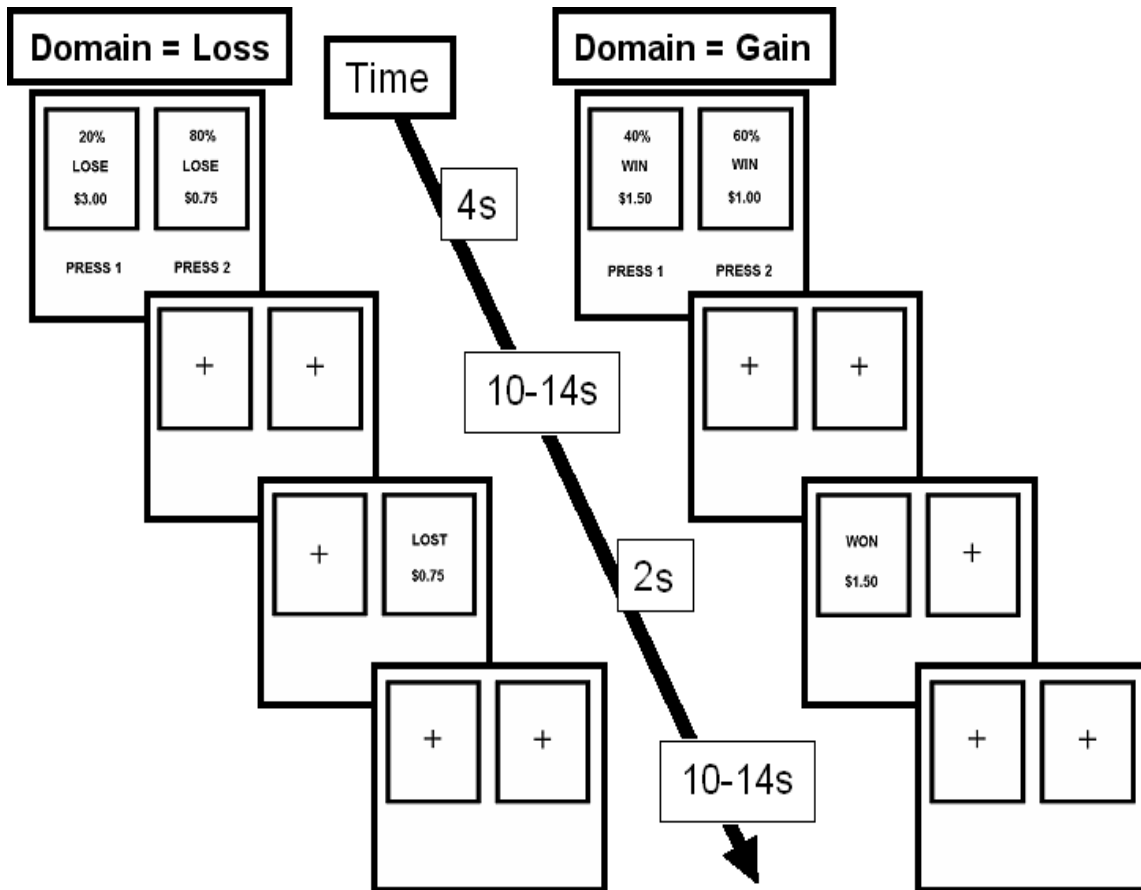 Domain = Loss
20%
LOSE
$3.00
80%
LOSE
$0.75
PRESS 1
PRESS 2
+
+
+
LOST
$0.75
+
+
Time
4s
10-14s
2s
10-14s
Domain = Gain
40%
WIN
$1.50
60%
WIN
$1.00
PRESS 1
PRESS 2
+
+
WON
$1.50
+
+
+